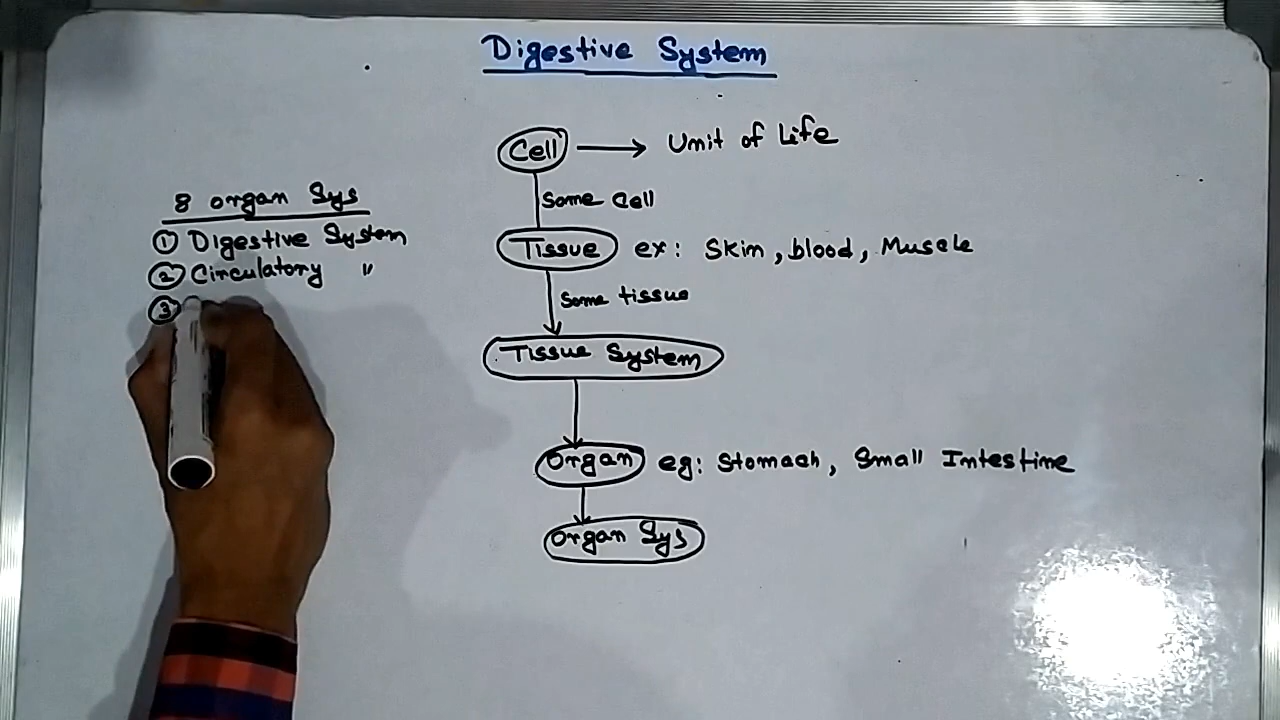 Digestive System
Cell → Unit of Life
Some Cell
8 organ Sys
① Digestive System
② Circulatory "
③
Tissue ex: Skin, blood, Muscle
Some tissue
Tissue System
Organ eg: Stomach, Small Intestine
Organ Sys